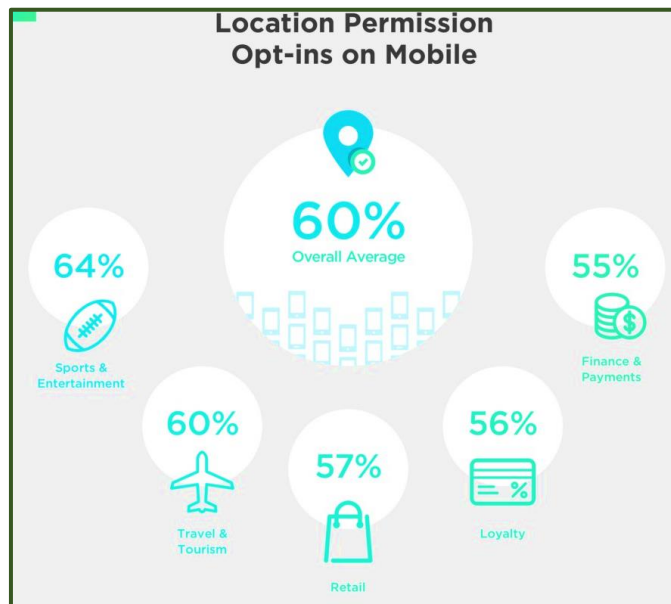 Location Permission
Opt-ins on Mobile
60%
Overall Average
64%
Sports &
Entertainment
60%
Travel &
Tourism
57%
Retail
56%
%
Loyalty
55%
$
Finance &
Payments